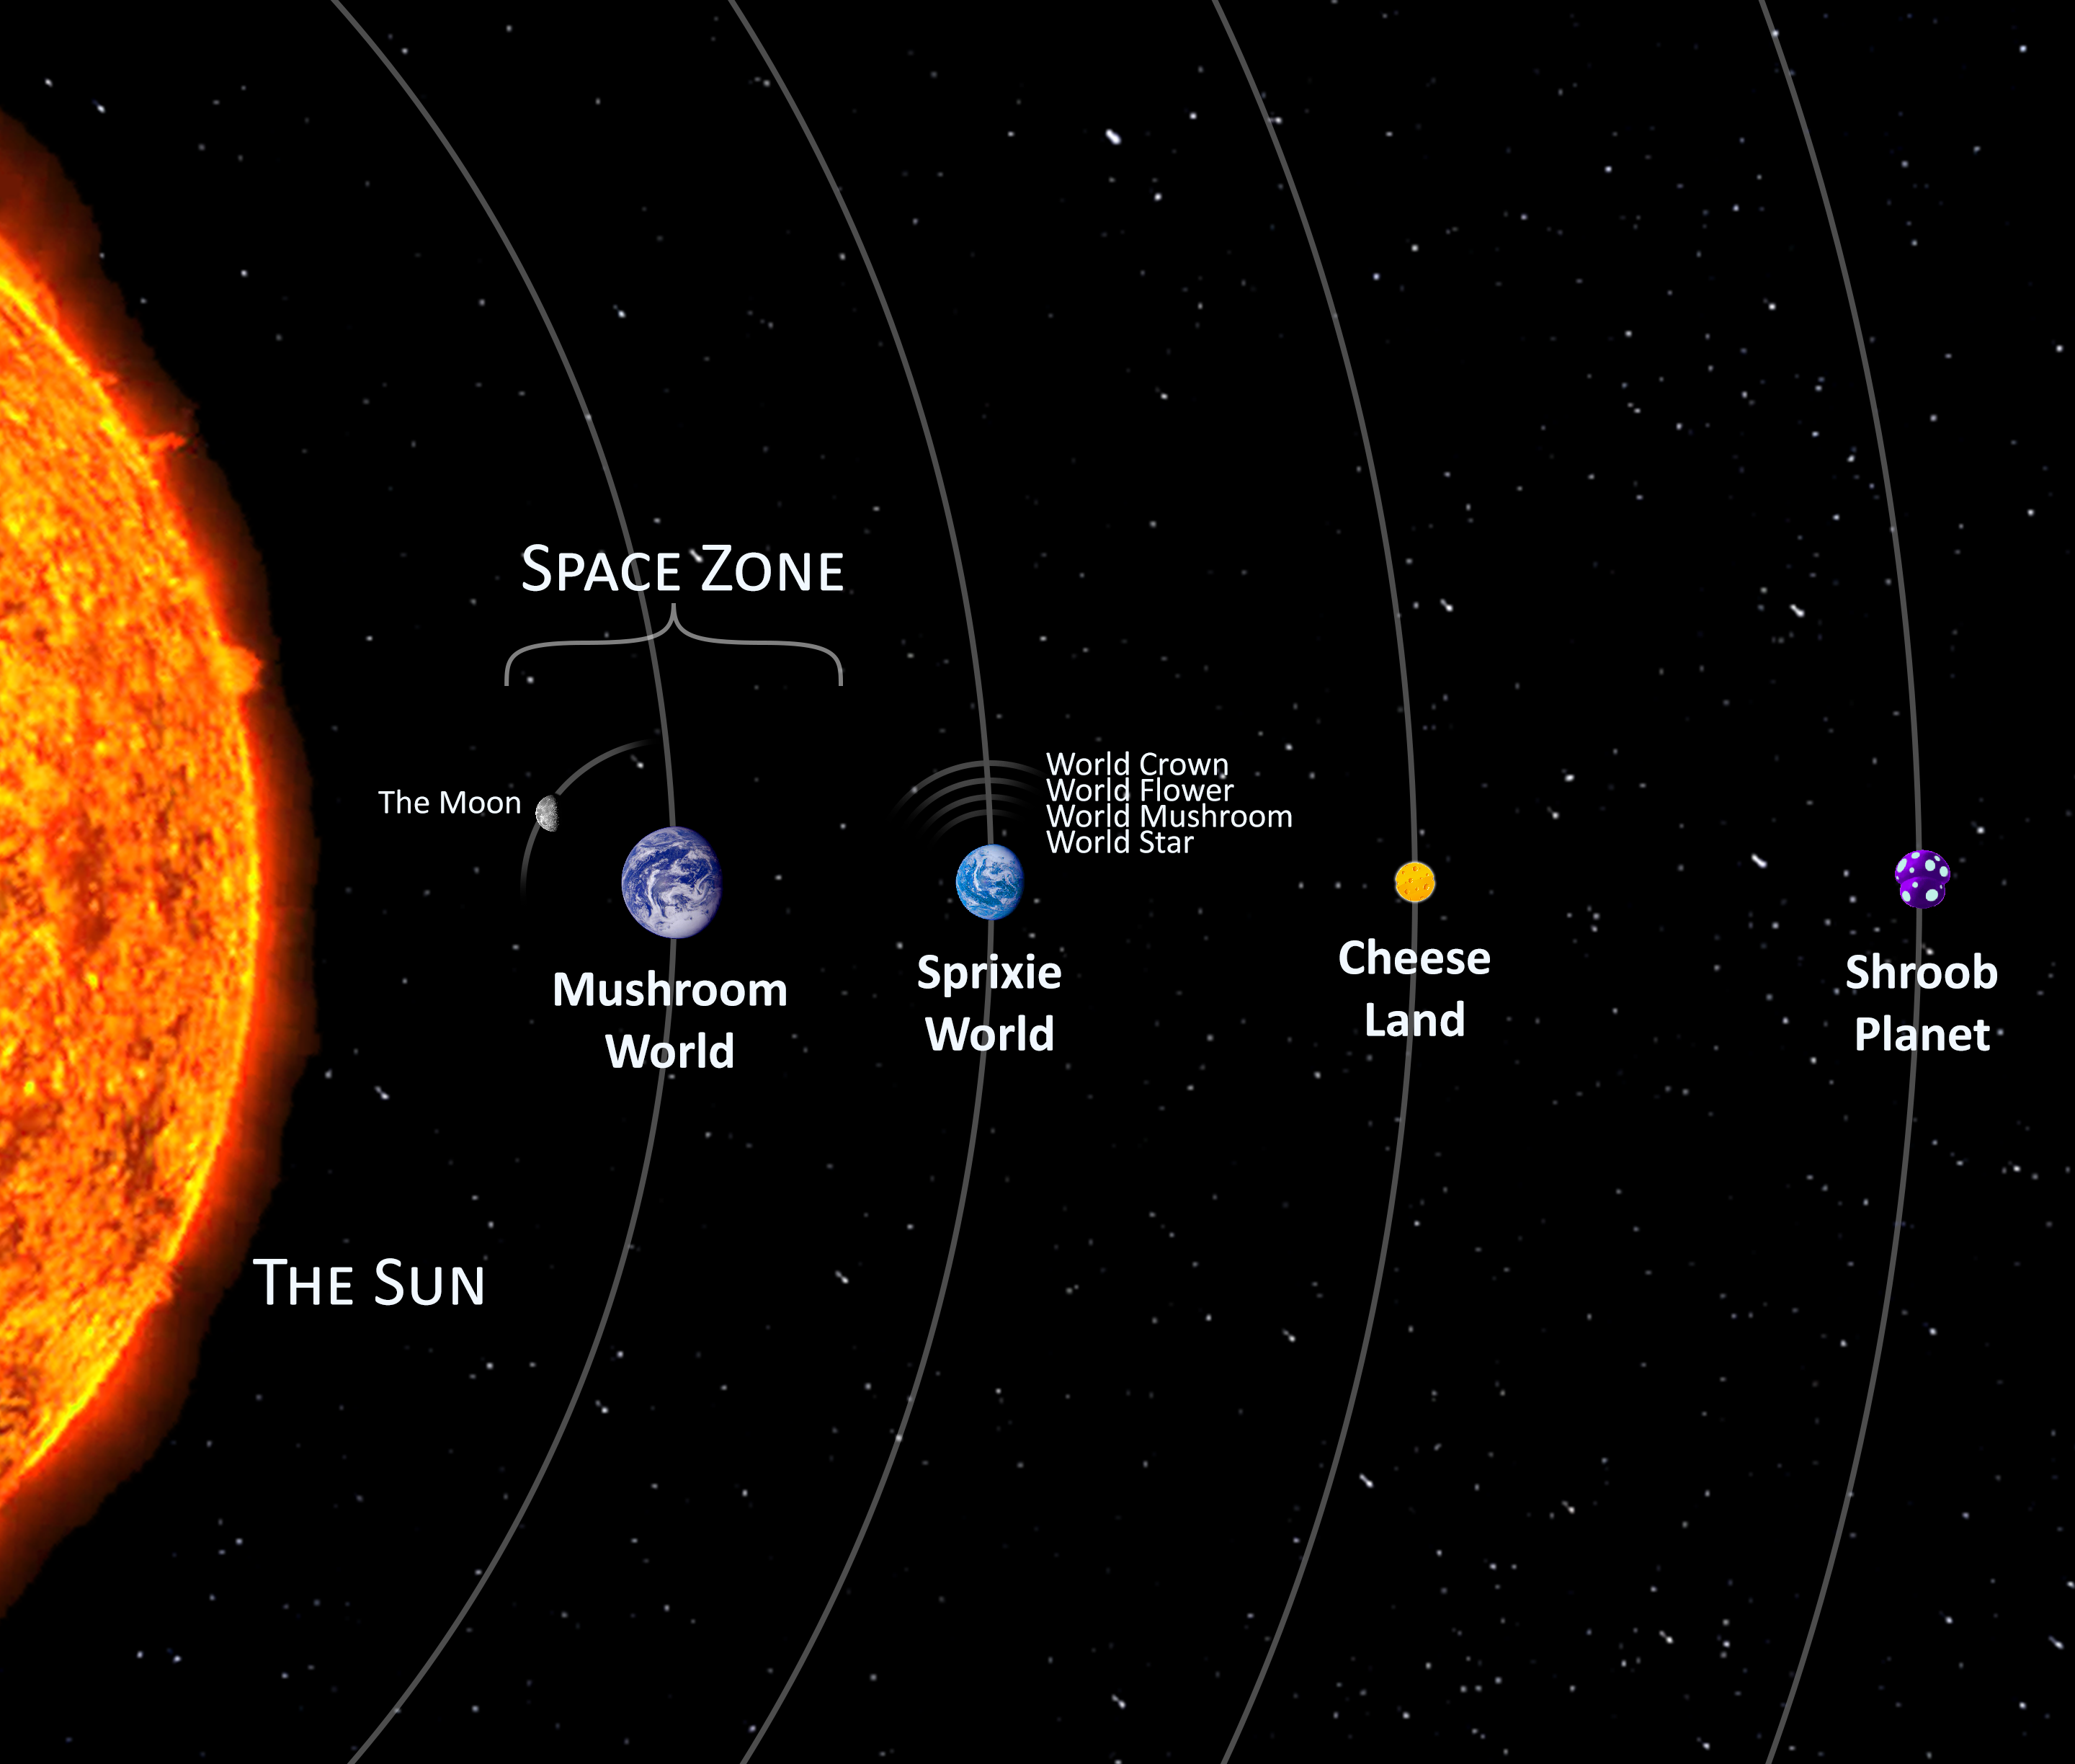 SPACE ZONE
The Moon
World Crown
World Flower
World Mushroom
World Star
Mushroom
World
Sprixie
World
Cheese
Land
Shroob
Planet
THE SUN